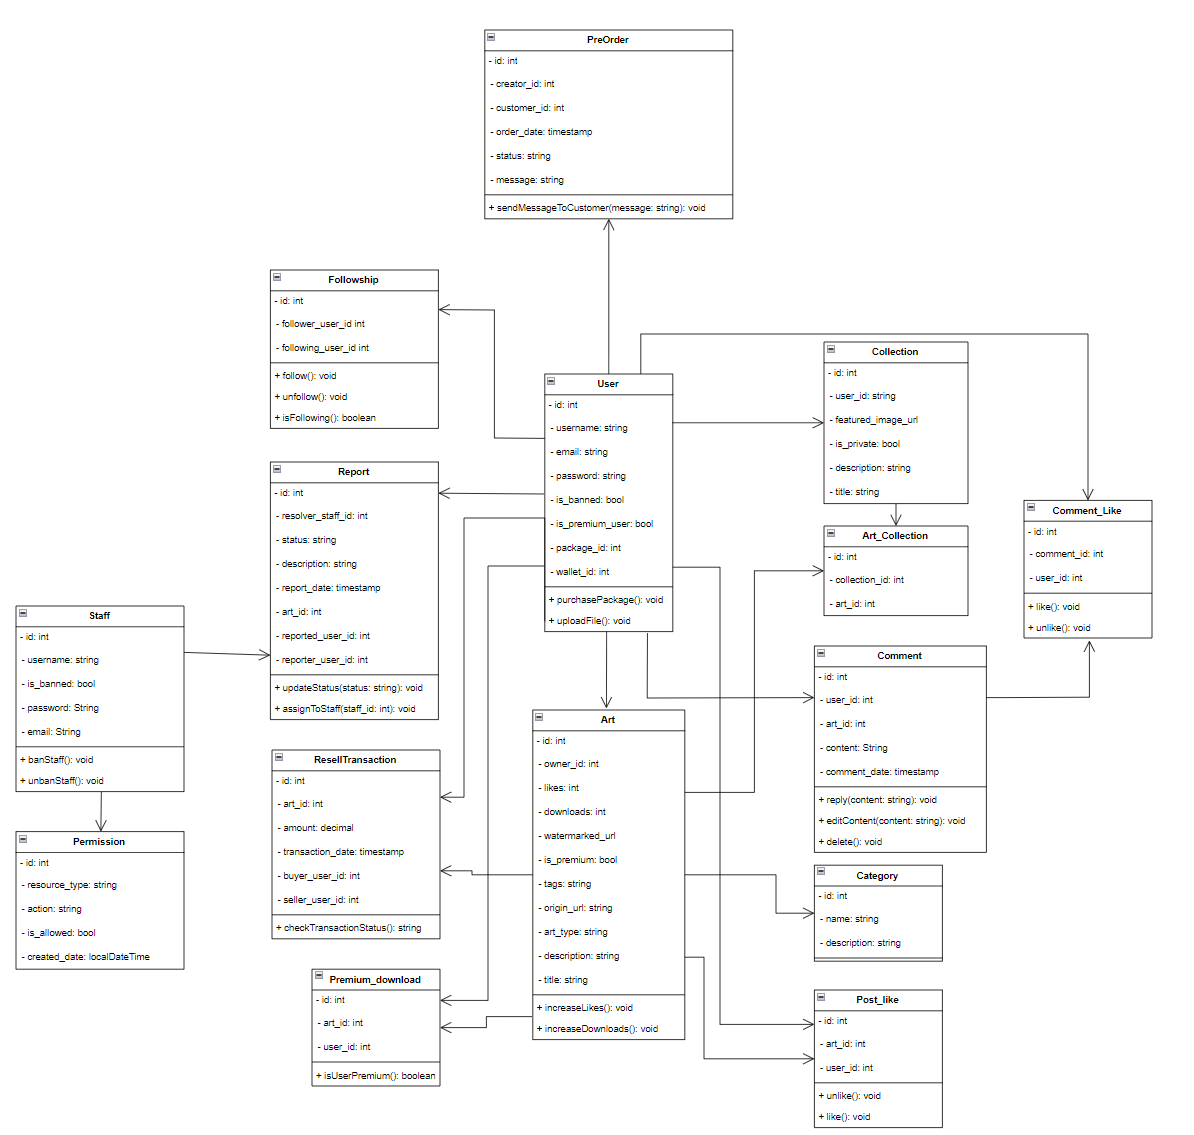 PreOrder
- id: int
- creator_id: int
- customer_id: int
- order_date: timestamp
- status: string
- message: string
+ sendMessageToCustomer(message: string): void
Followship
- id: int
- follower_user_id int
- following_user_id int
+ follow(): void
+ unfollow(): void
+ isFollowing(): boolean
User
- id: int
- username: string
- email: string
- password: string
- is_banned: bool
- is_premium_user: bool
- package_id: int
- wallet_id: int
+ purchasePackage(): void
+ uploadFile(): void
Collection
- id: int
- user_id: string
- featured_image_url
- is_private: bool
- description: string
- title: string
Art_Collection
- id: int
- collection_id: int
- art_id: int
Comment_Like
- id: int
- comment_id: int
- user_id: int
+ like(): void
+ unlike(): void
Report
- id: int
- resolver_staff_id: int
- status: string
- description: string
- report_date: timestamp
- art_id: int
- reported_user_id: int
- reporter_user_id: int
+ updateStatus(status: string): void
+ assignToStaff(staff_id: int): void
Staff
- id: int
- username: string
- is_banned: bool
- password: String
- email: String
+ banStaff(): void
+ unbanStaff(): void
Permission
- id: int
- resource_type: string
- action: string
- is_allowed: bool
- created_date: localDateTime
ResellTransaction
- id: int
- art_id: int
- amount: decimal
- transaction_date: timestamp
- buyer_user_id: int
- seller_user_id: int
+ checkTransactionStatus(): string
Premium_download
- id: int
- art_id: int
- user_id: int
+ isUserPremium(): boolean
Art
- id: int
- owner_id: int
- likes: int
- downloads: int
- watermarked_url
- is_premium: bool
- tags: string
- origin_url: string
- art_type: string
- description: string
- title: string
+ increaseLikes(): void
+ increaseDownloads(): void
Comment
- id: int
- user_id: int
- art_id: int
- content: String
- comment_date: timestamp
+ reply(content: string): void
+ editContent(content: string): void
+ delete(): void
Category
- id: int
- name: string
- description: string
Post_like
- id: int
- art_id: int
- user_id: int
+ unlike(): void
+ like(): void